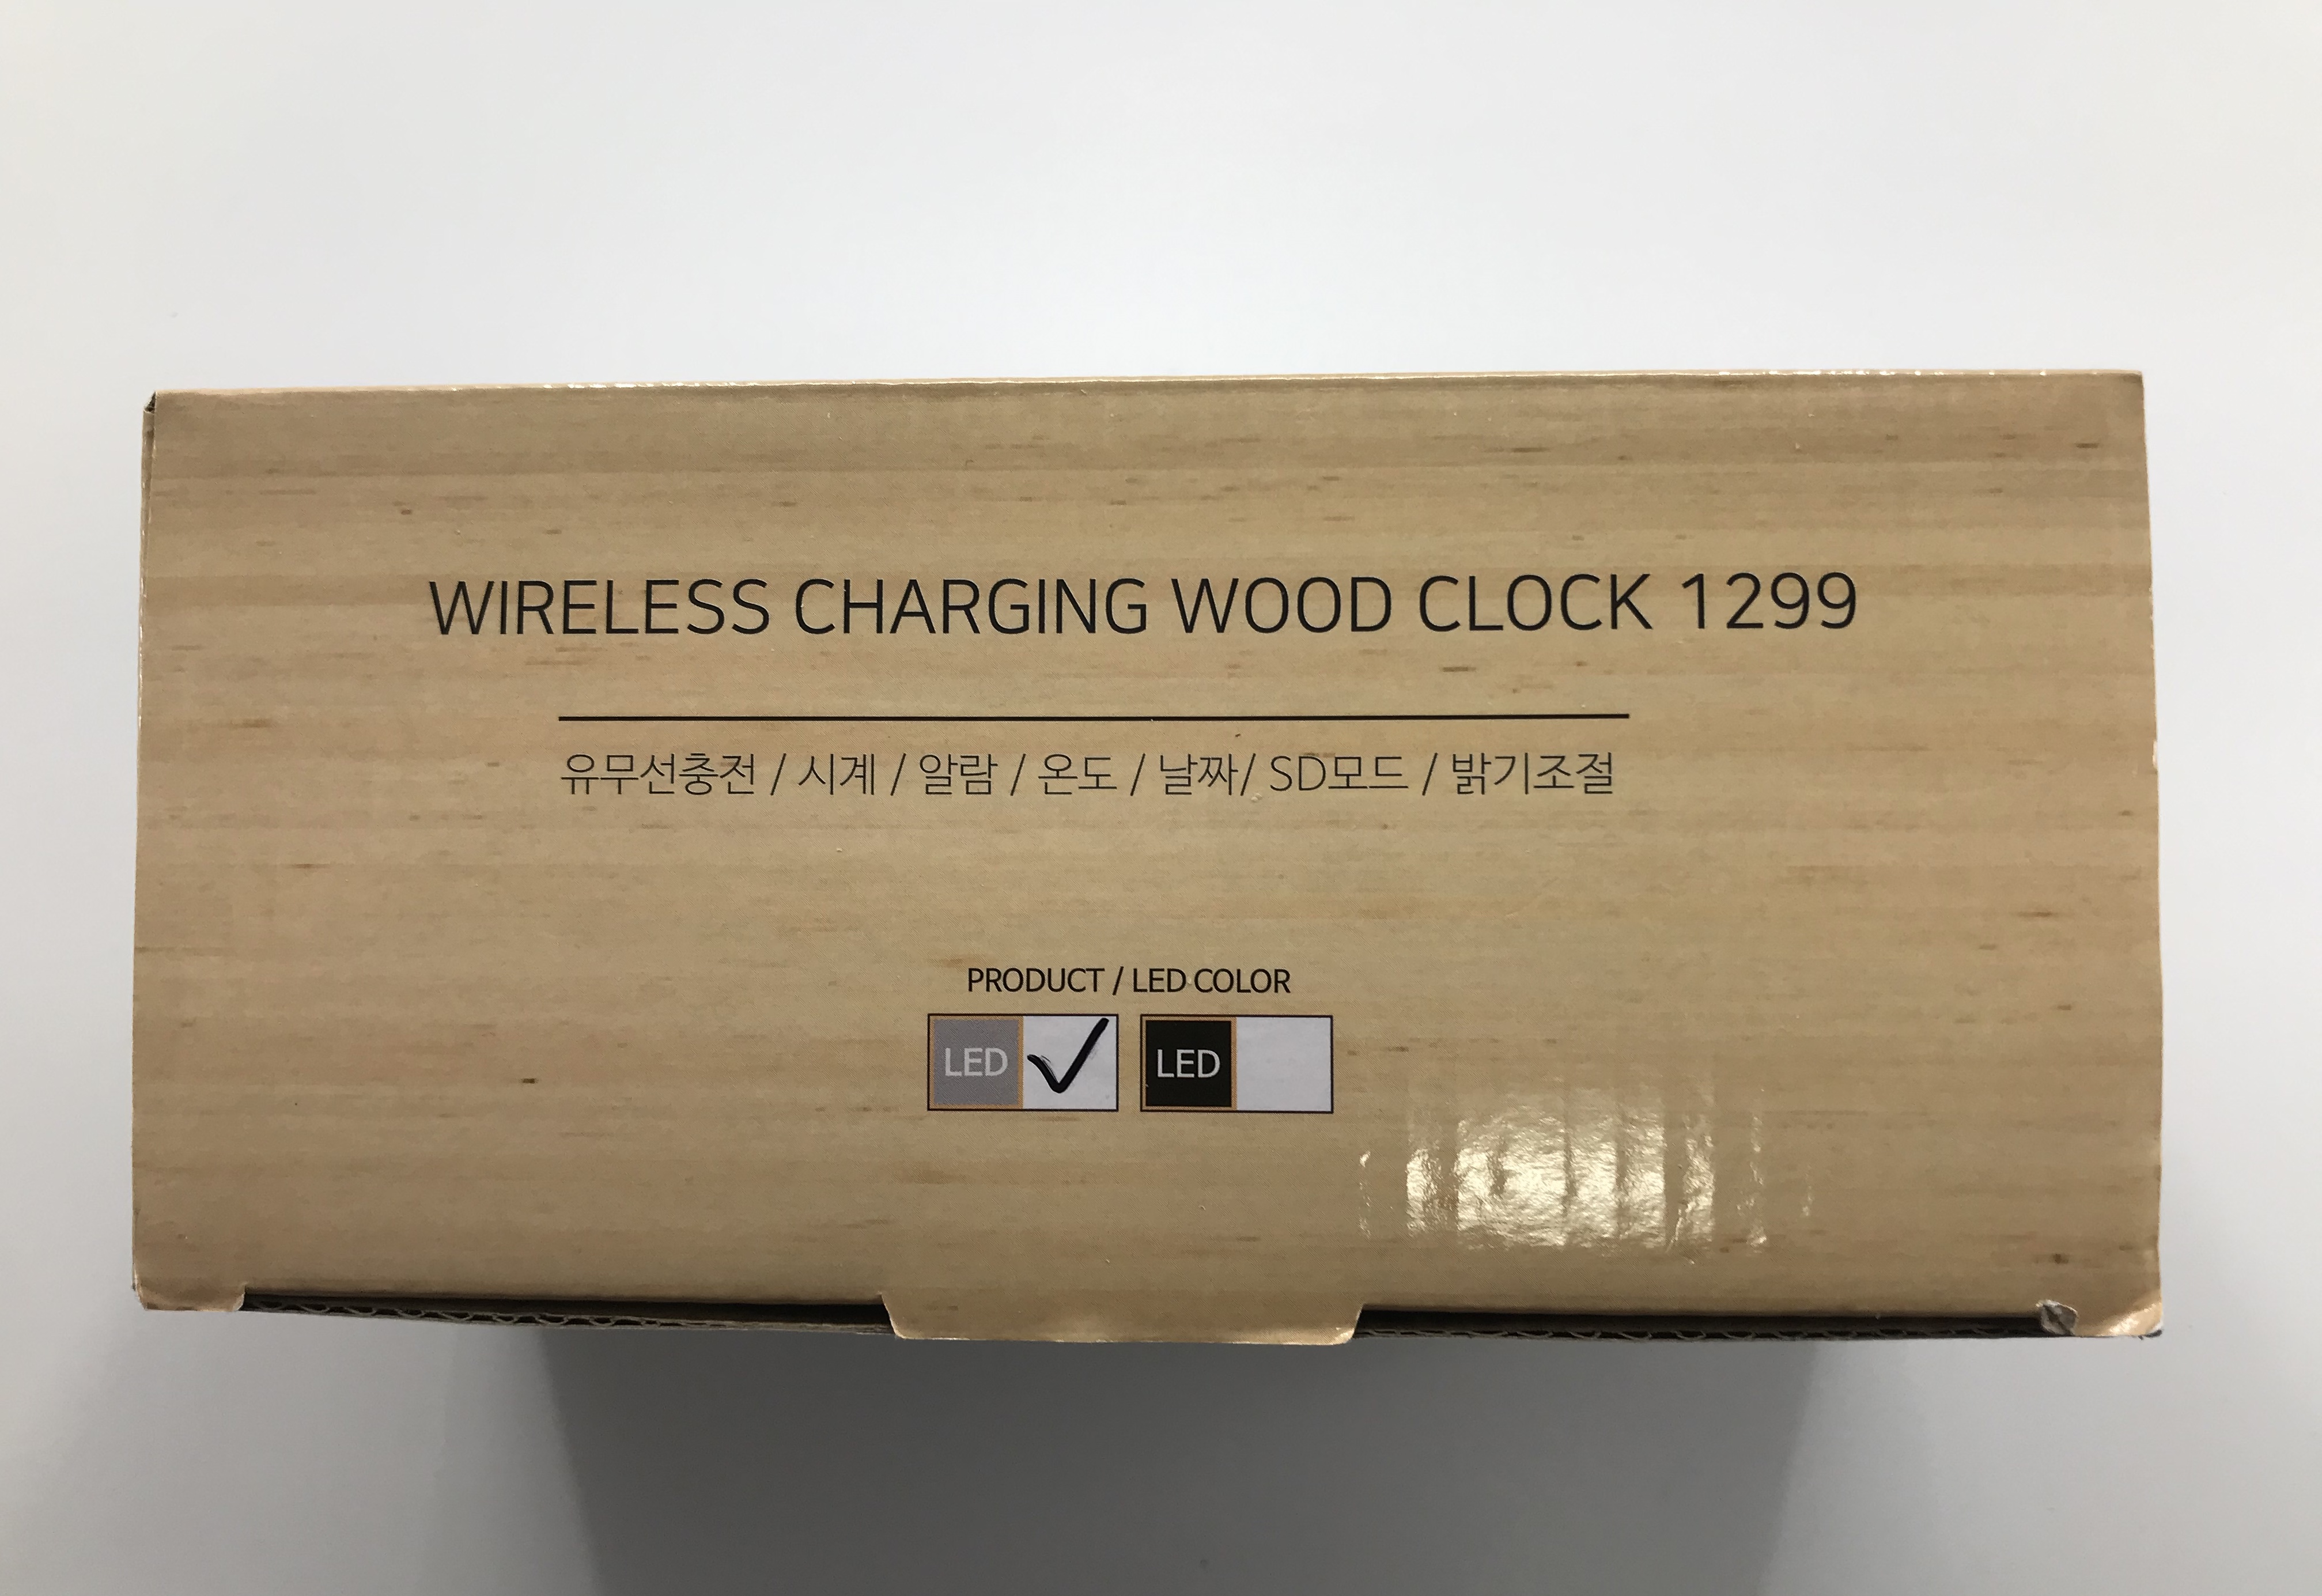 WIRELESS CHARGING WOOD CLOCK 1299
유무선충전 / 시계 / 알람 / 온도 / 날짜/ SD모드 / 밝기조절
PRODUCT / LED COLOR
LED LED